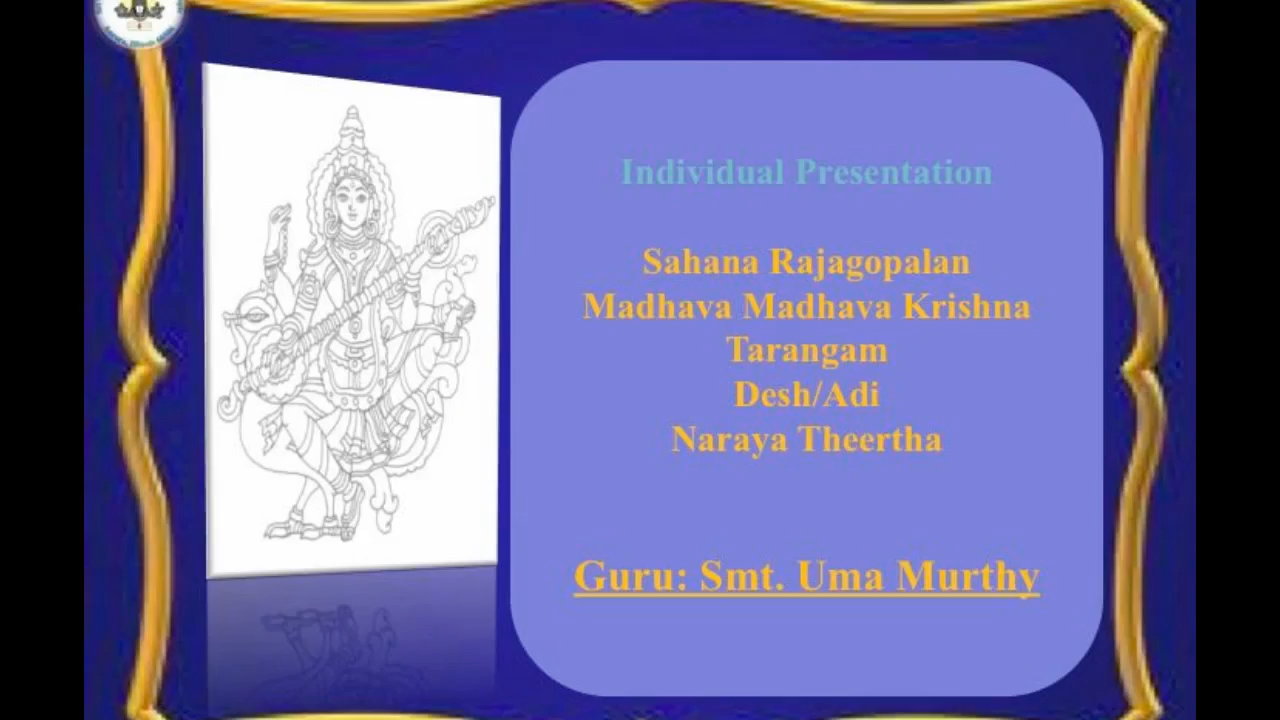 Individual Presentation
Sahana Rajagopalan
Madhava Madhava Krishna
Tarangam
Desh/Adi
Naraya Theertha
Guru: Smt. Uma Murthy